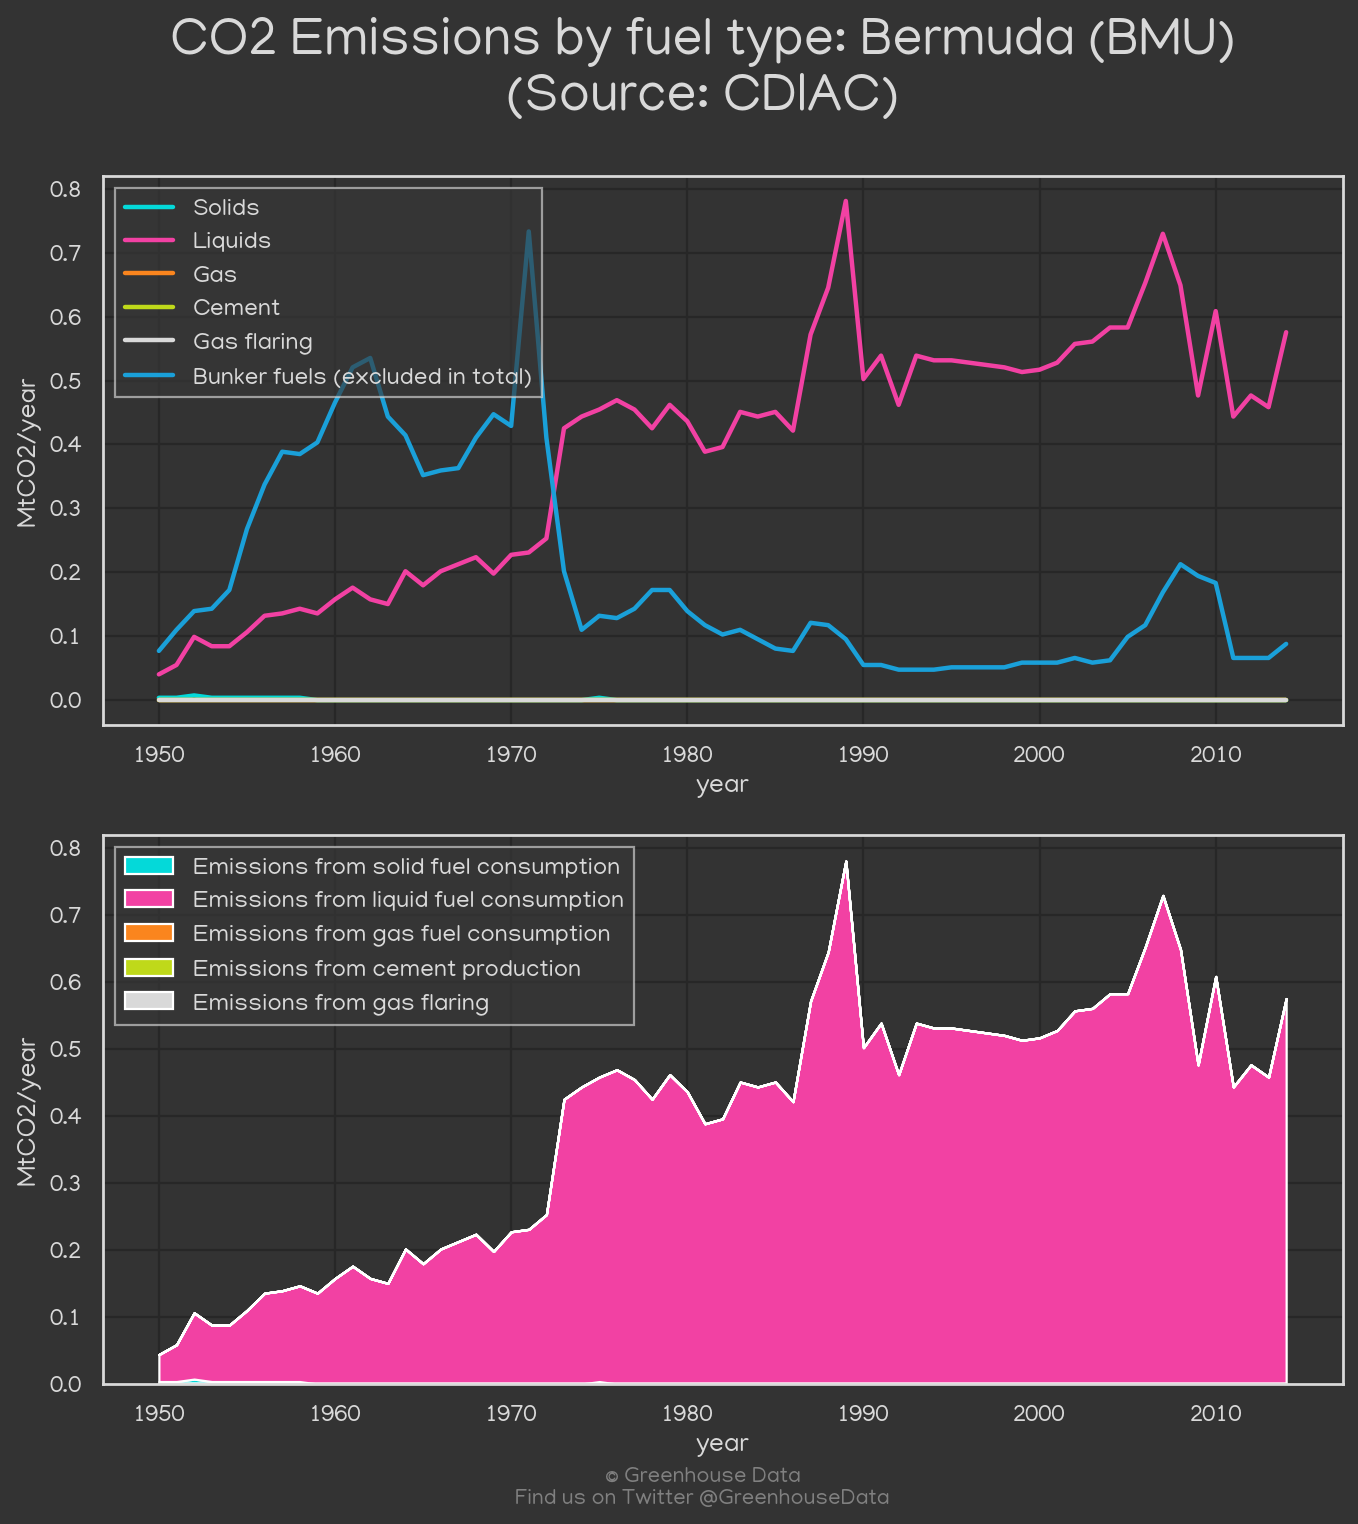 CO2 Emissions by fuel type: Bermuda (BMU)
(Source: CDIAC)
MtCO2/year
0.8
0.7
0.6
0.5
0.4
0.3
0.2
0.1
0.0
Solids
Liquids
Gas
Cement
Gas flaring
Bunker fuels (excluded in total)
1950 1960 1970 1980 1990 2000 2010
year
MtCO2/year
0.8
0.7
0.6
0.5
0.4
0.3
0.2
0.1
0.0
Emissions from solid fuel consumption
Emissions from liquid fuel consumption
Emissions from gas fuel consumption
Emissions from cement production
Emissions from gas flaring
1950 1960 1970 1980 1990 2000 2010
year
© Greenhouse Data
Find us on Twitter @GreenhouseData